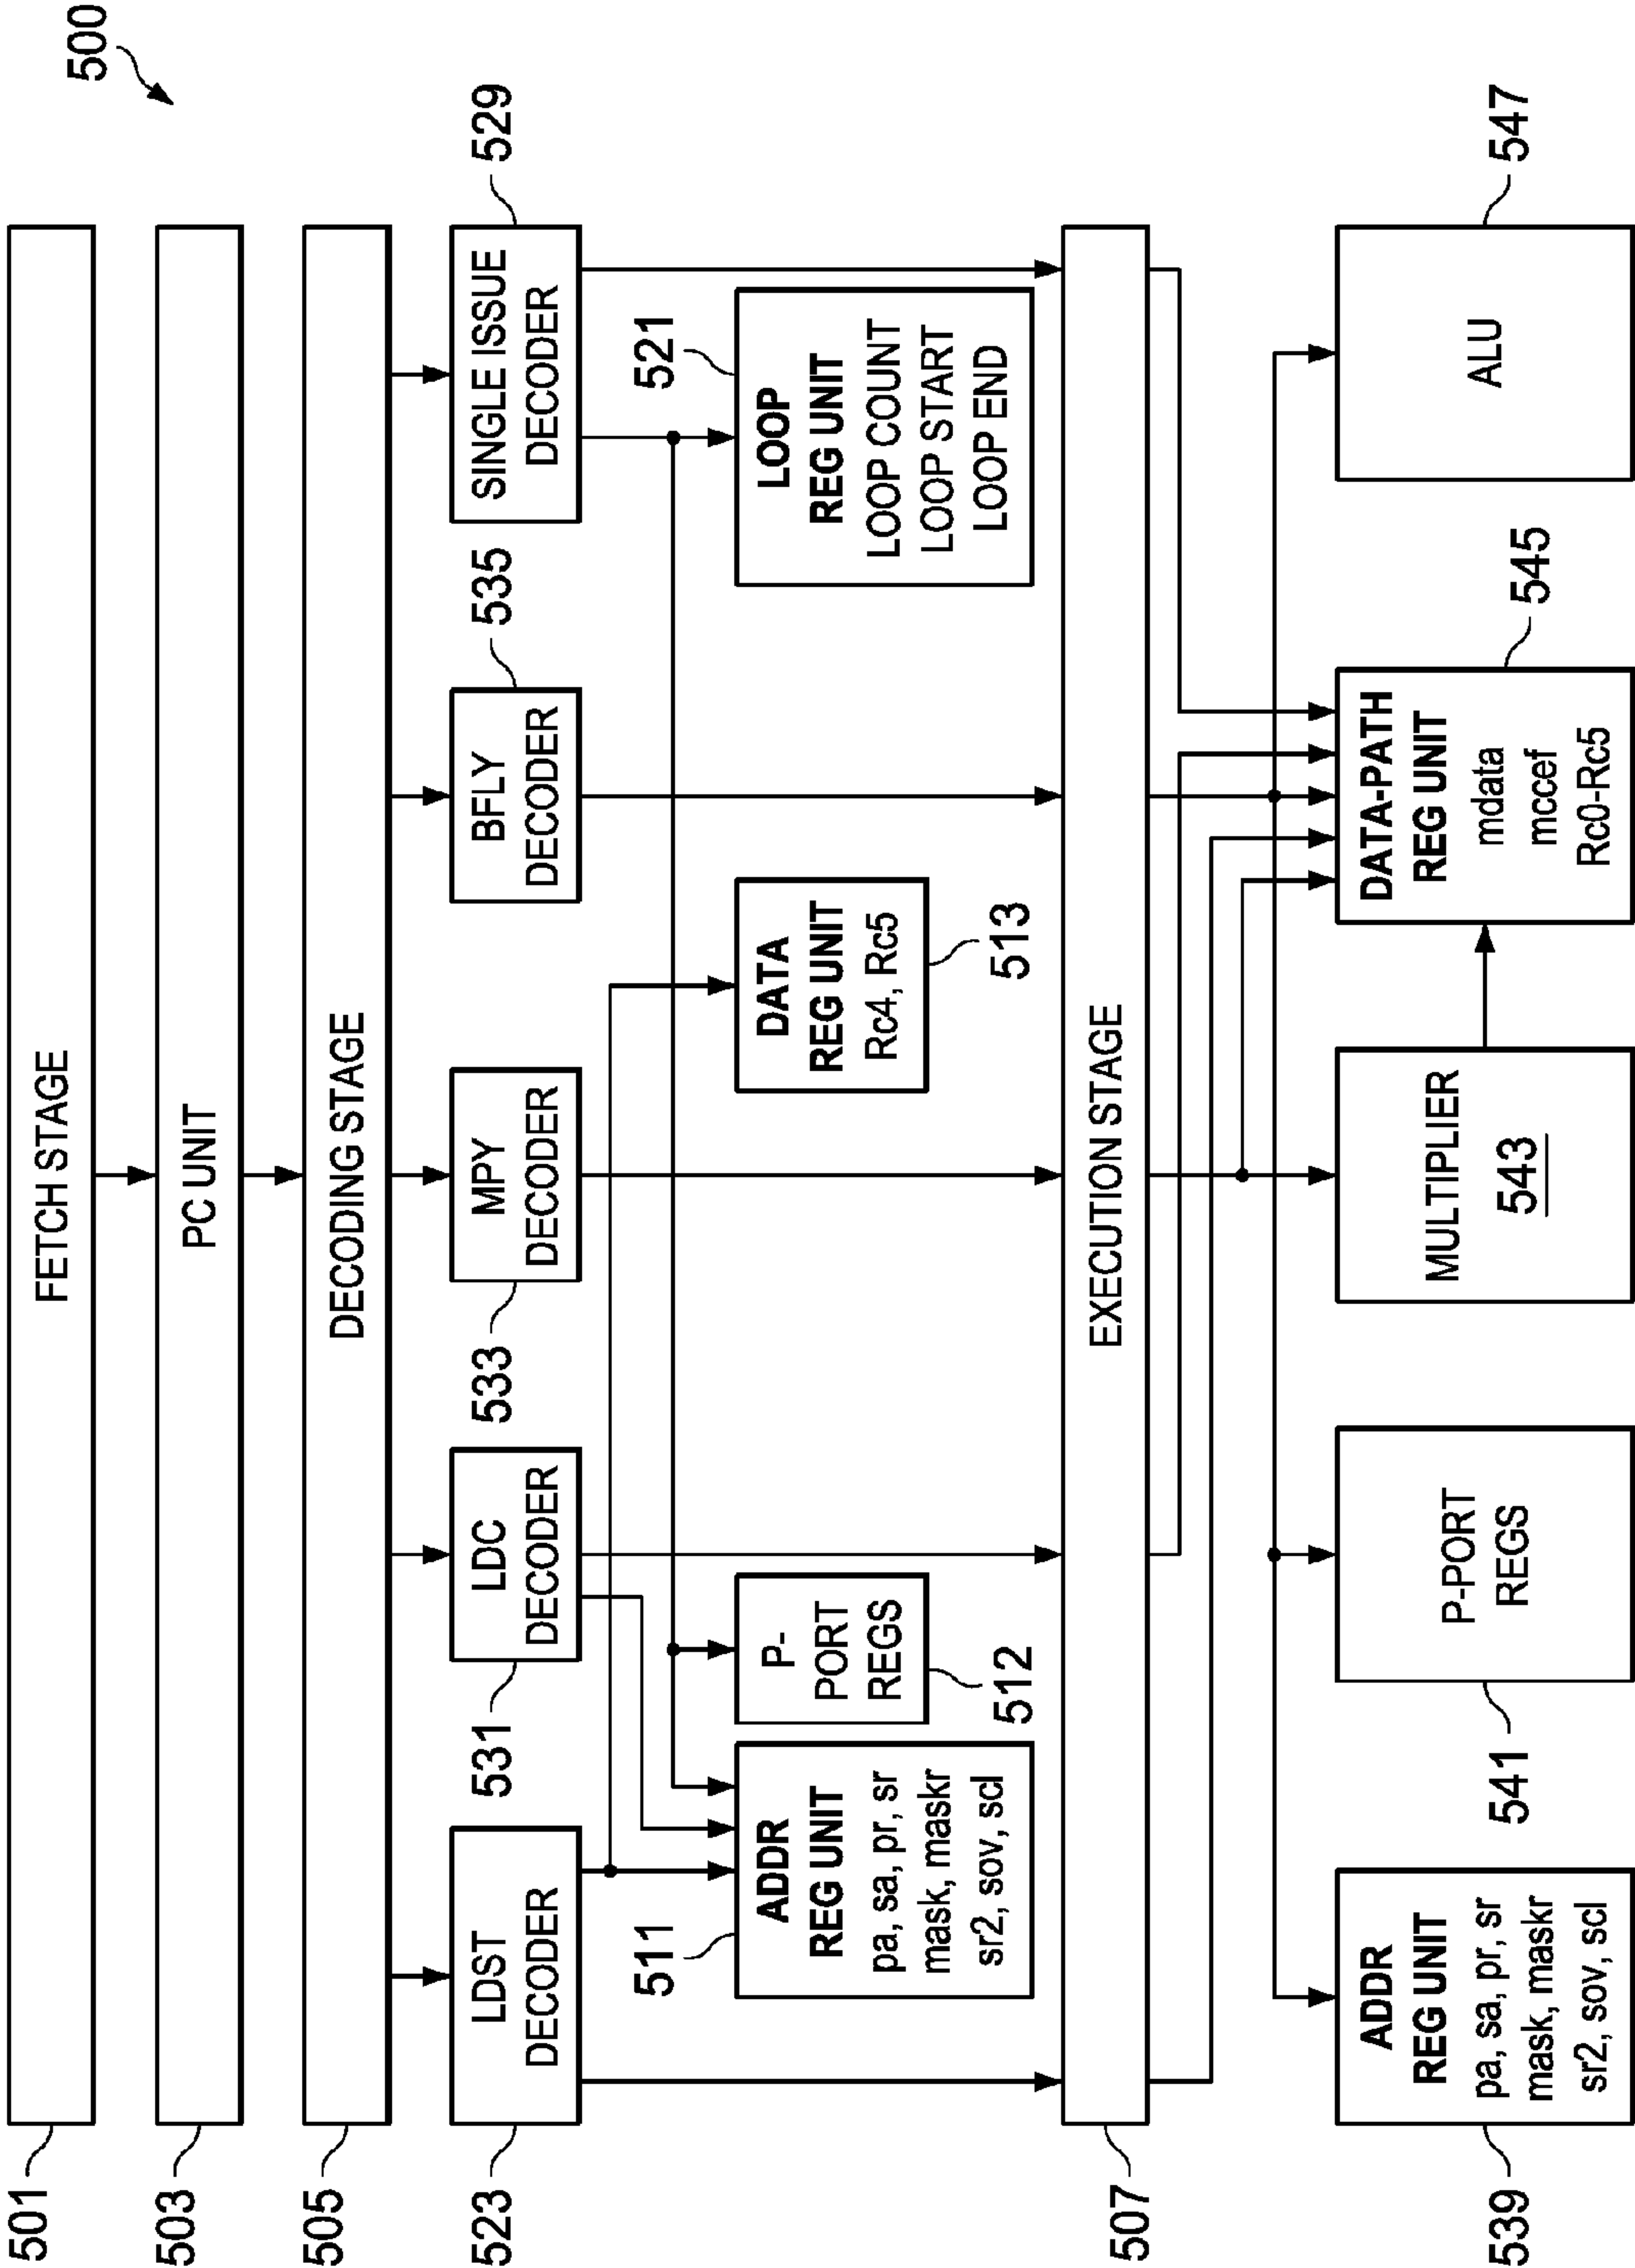 500
501
FETCH STAGE
503
PC UNIT
505
DECODING STAGE
523
LDST
DECODER
531
LDC
DECODER
533
MPY
DECODER
535
BFLY
DECODER
529
SINGLE ISSUE
DECODER
511
ADDR
REG UNIT
pa, sa, pr, sr
mask, maskr
sr2, sov, scl
P-
PORT
REGS
512
DATA
REG UNIT
Rc4, Rc5
513
521
LOOP
REG UNIT
LOOP COUNT
LOOP START
LOOP END
507
EXECUTION STAGE
539
ADDR
REG UNIT
pa, sa, pr, sr
mask, maskr
sr2, sov, scl
541
P-PORT
REGS
MULTIPLIER
543
545
DATA-PATH
REG UNIT
mdata
mccef
Rc0-Rc5
547
ALU